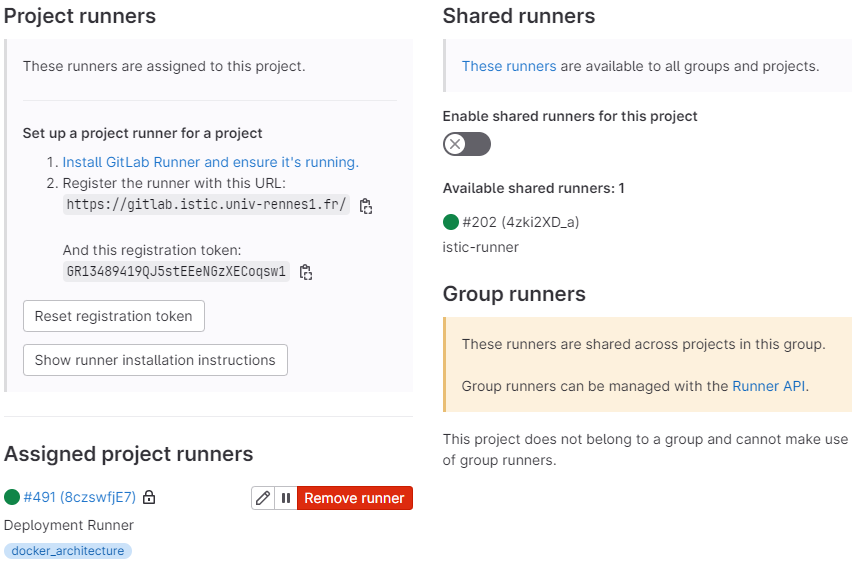 Project runners
These runners are assigned to this project.
Set up a project runner for a project
1. Install GitLab Runner and ensure it's running.
2. Register the runner with this URL:
https://gitlab.istic.univ-rennes1.fr/
And this registration token:
GR13489419QJ5stEEeNGzXECoqsw1
Reset registration token
Show runner installation instructions
Assigned project runners
#491 (8czswfjE7)
Remove runner
Deployment Runner
docker_architecture
Shared runners
These runners are available to all groups and projects.
Enable shared runners for this project
Available shared runners: 1
#202 (4zki2XD_a)
istic-runner
Group runners
These runners are shared across projects in this group.
Group runners can be managed with the Runner API.
This project does not belong to a group and cannot make use
of group runners.